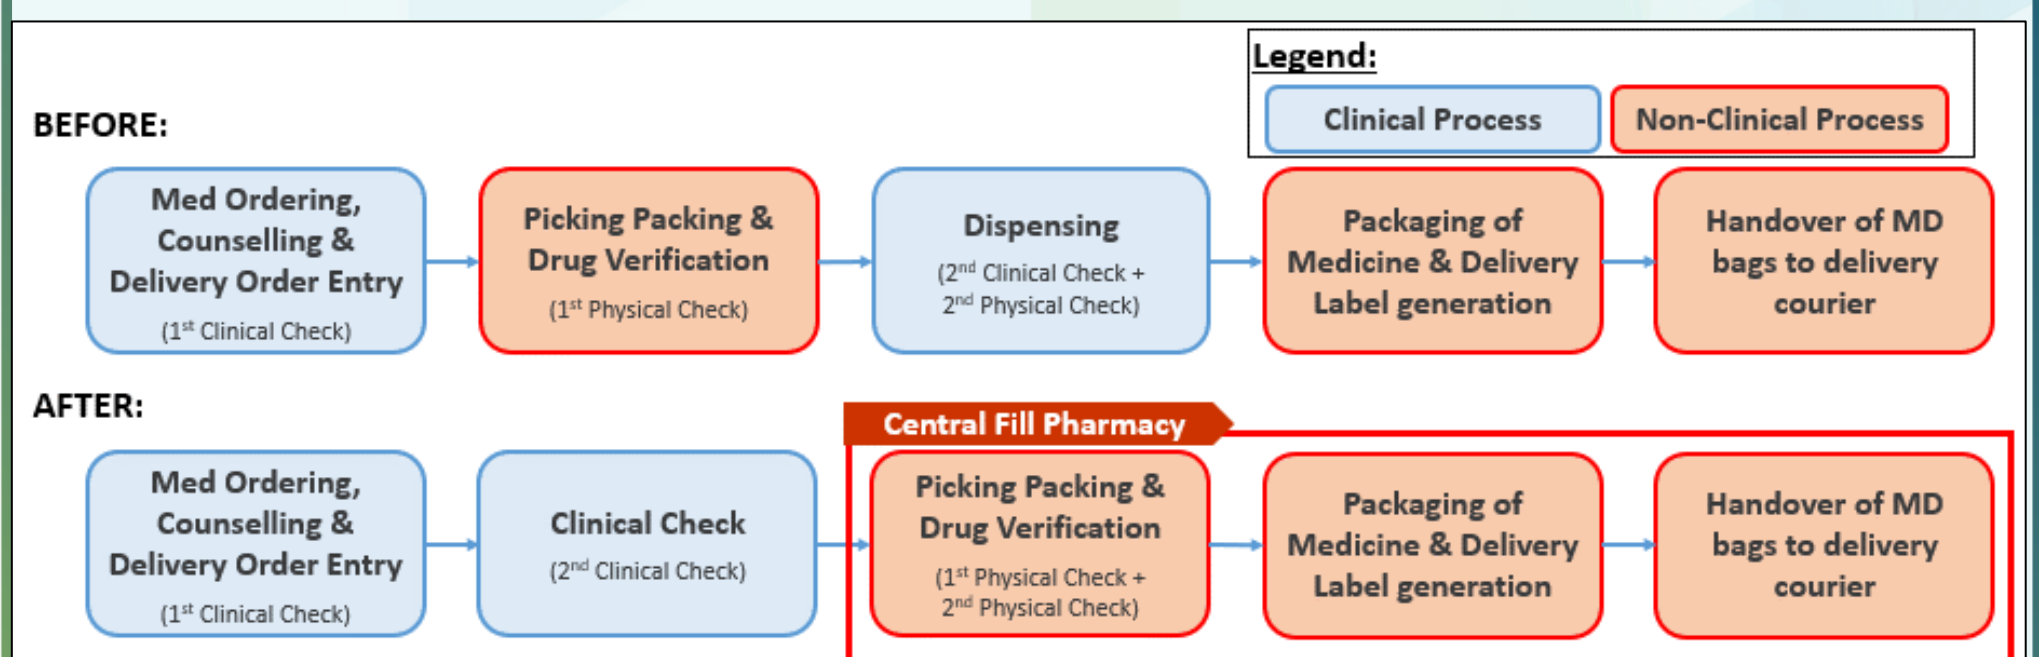 Legend:
Clinical Process
Non-Clinical Process
BEFORE:
Med Ordering,
Counselling &
Delivery Order Entry
(1st Clinical Check)
Picking Packing &
Drug Verification
(1st Physical Check)
Dispensing
(2nd Clinical Check +
2nd Physical Check)
Packaging of
Medicine & Delivery
Label generation
Handover of MD
bags to delivery
courier
AFTER:
Central Fill Pharmacy
Med Ordering,
Counselling &
Delivery Order Entry
(1st Clinical Check)
Clinical Check
(2nd Clinical Check)
Picking Packing &
Drug Verification
(1st Physical Check +
2nd Physical Check)
Packaging of
Medicine & Delivery
Label generation
Handover of MD
bags to delivery
courier